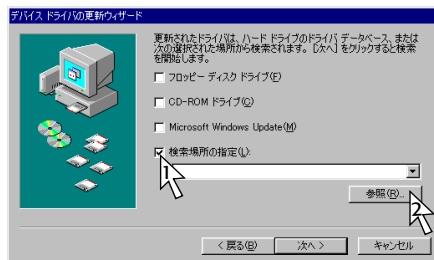 デバイス ドライバの更新ウィザード
更新されたドライバは、ハード ドライブのドライバ データベース、または
次の選択された場所から検索されます。[次へ] をクリックすると検索
を開始します。
フロッピー ディスク ドライブ(F)
CD-ROM ドライブ(C)
Microsoft Windows Update(M)
検索場所の指定(L):
1
参照(R)...
2
< 戻る(B)
次へ >
キャンセル